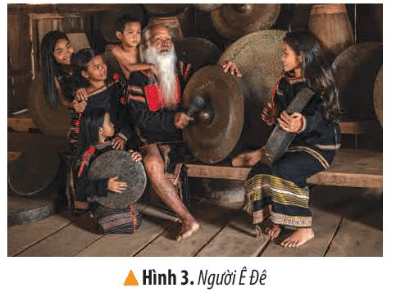 ▲ Hình 3. Người Ê Đê